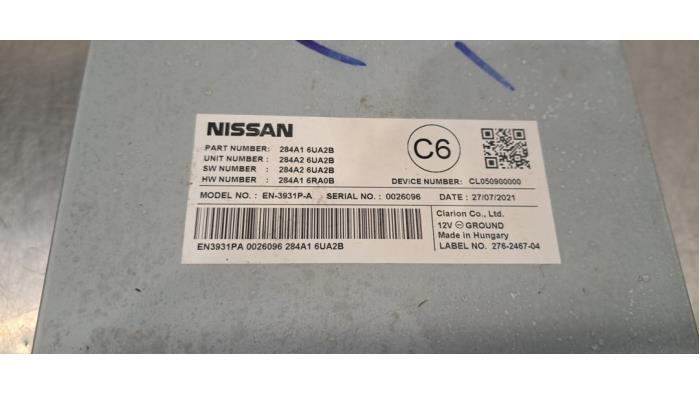 NISSAN
PART NUMBER: 284A1 6UA2B
UNIT NUMBER : 284A2 6UA2B
SW NUMBER : 284A2 6UA2B
HW NUMBER : 284A1 6RA0B
C6
DEVICE NUMBER: CL050900000
MODEL NO. : EN-3931P-A SERIAL NO. : 0026096 DATE : 27/07/2021
EN3931PA 0026096 284A1 6UA2B
Clarion Co., Ltd.
12V ⊖ GROUND
Made in Hungary
LABEL NO. 276-2467-04